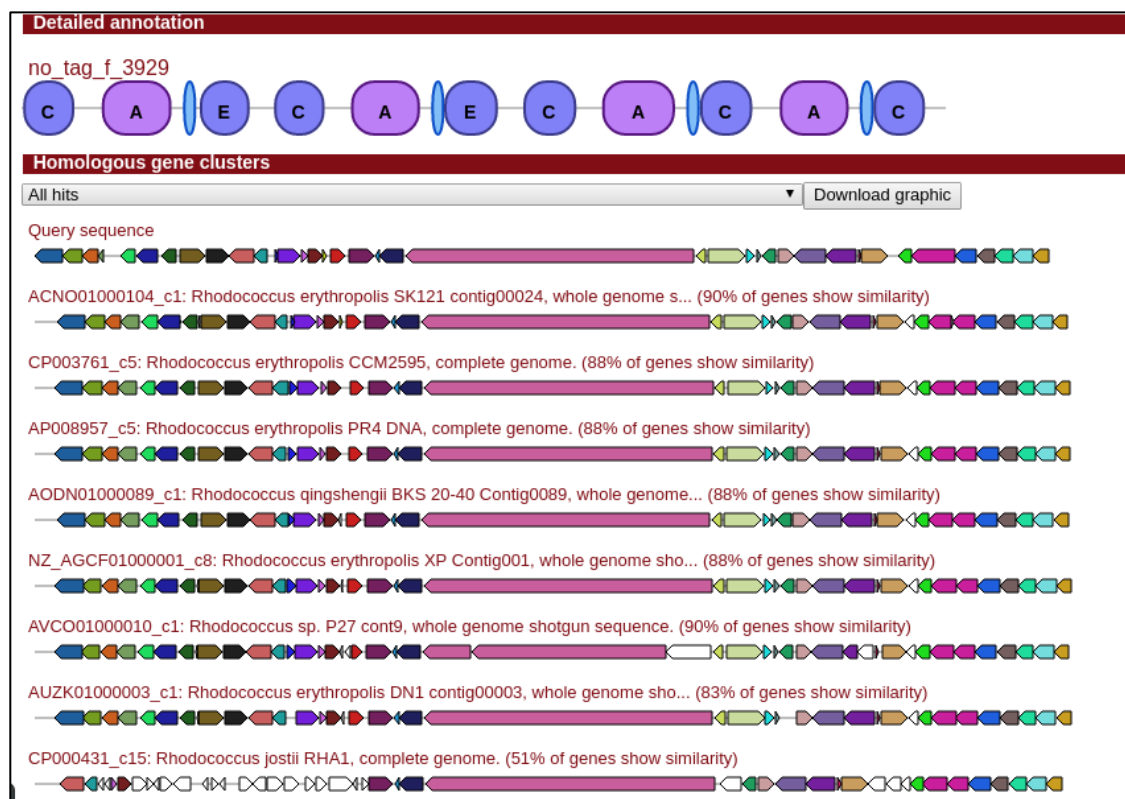 Detailed annotation
no_tag_f_3929
C A E C A E C A C A C
Homologous gene clusters
All hits ▼ Download graphic
Query sequence
ACNO01000104_c1: Rhodococcus erythropolis SK121 contig00024, whole genome s... (90% of genes show similarity)
CP003761_c5: Rhodococcus erythropolis CCM2595, complete genome. (88% of genes show similarity)
AP008957_c5: Rhodococcus erythropolis PR4 DNA, complete genome. (88% of genes show similarity)
AODN01000089_c1: Rhodococcus qingshengii BKS 20-40 Contig0089, whole genome... (88% of genes show similarity)
NZ_AGCF01000001_c8: Rhodococcus erythropolis XP Contig001, whole genome sho... (88% of genes show similarity)
AVCO01000010_c1: Rhodococcus sp. P27 cont9, whole genome shotgun sequence. (90% of genes show similarity)
AUZK01000003_c1: Rhodococcus erythropolis DN1 contig00003, whole genome sho... (83% of genes show similarity)
CP000431_c15: Rhodococcus jostii RHA1, complete genome. (51% of genes show similarity)